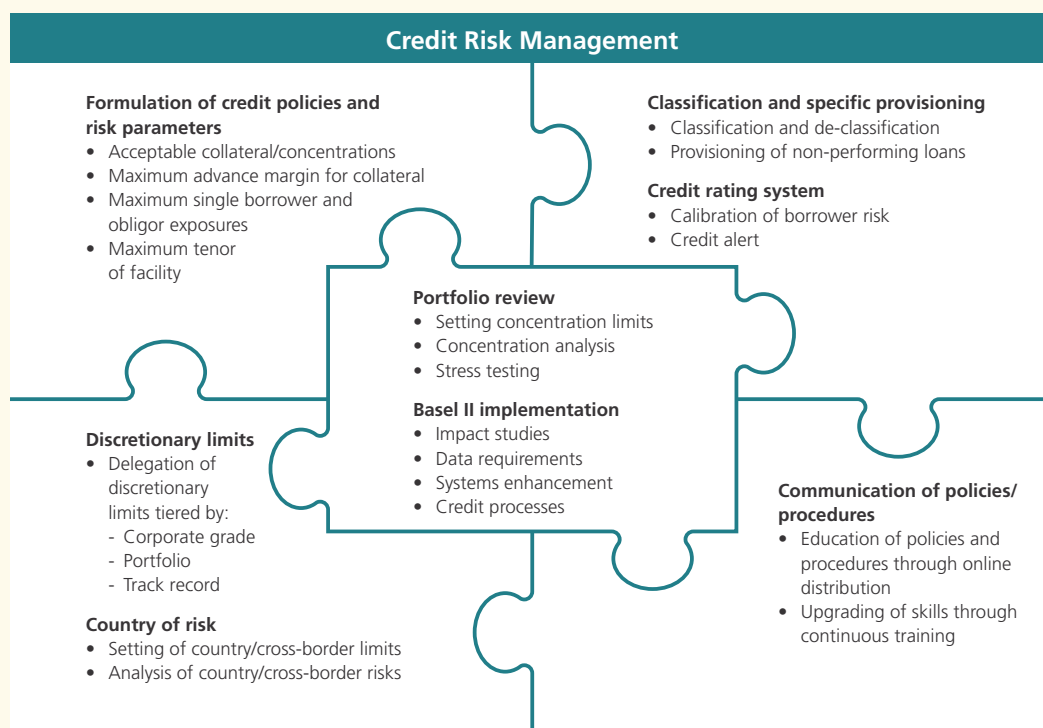 Credit Risk Management
Formulation of credit policies and
risk parameters
• Acceptable collateral/concentrations
• Maximum advance margin for collateral
• Maximum single borrower and
obligor exposures
• Maximum tenor
of facility
Classification and specific provisioning
• Classification and de-classification
• Provisioning of non-performing loans
Credit rating system
• Calibration of borrower risk
• Credit alert
Portfolio review
• Setting concentration limits
• Concentration analysis
• Stress testing
Basel II implementation
• Impact studies
• Data requirements
• Systems enhancement
• Credit processes
Discretionary limits
• Delegation of
discretionary
limits tiered by:
- Corporate grade
- Portfolio
- Track record
Country of risk
• Setting of country/cross-border limits
• Analysis of country/cross-border risks
Communication of policies/
procedures
• Education of policies and
procedures through online
distribution
• Upgrading of skills through
continuous training